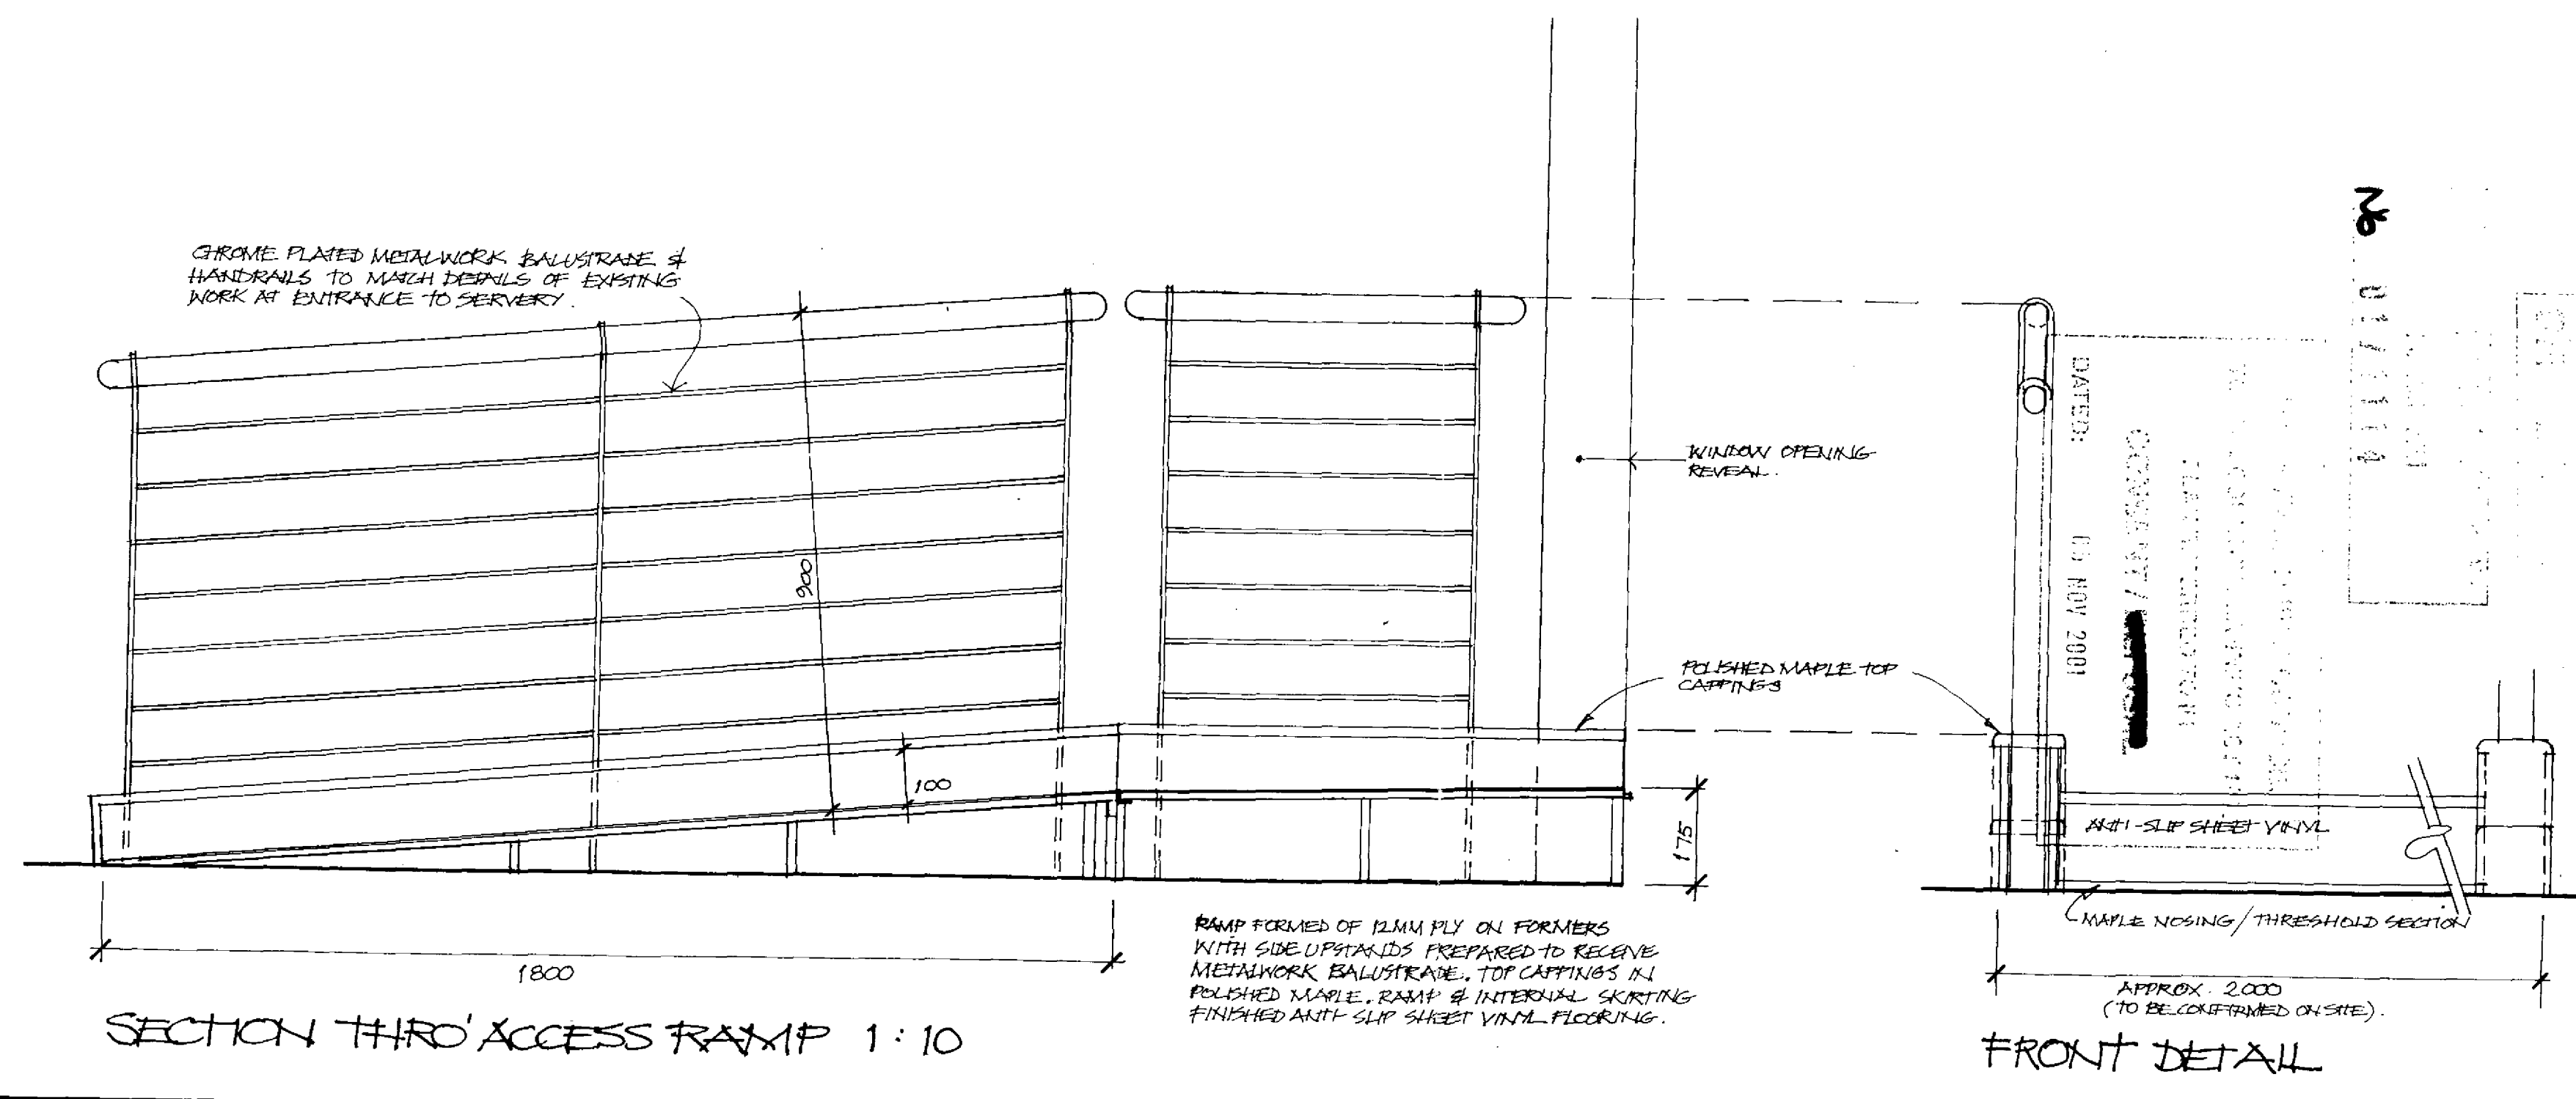 CHROME PLATED METALWORK BALUSTRADE &
HANDRAILS TO MATCH DETAILS OF EXISTING
WORK AT ENTRANCE TO SERVERY.
900
100
WINDOW OPENING
REVEAL.
POLISHED MAPLE TOP
CAPPINGS
175
1800
RAMP FORMED OF 12MM PLY ON FORMERS
WITH SIDE UPSTANDS PREPARED TO RECEIVE
METALWORK BALUSTRADE. TOP CAPPINGS IN
POLISHED MAPLE. RAMP & INTERNAL SKIRTING
FINISHED ANTI SLIP SHEET VINYL FLOORING.
SECTION THRO' ACCESS RAMP 1:10
DATED:
05 NOV 2001
ANTI-SLIP SHEET VINYL
MAPLE NOSING/THRESHOLD SECTION
APPROX. 2000
(TO BE CONFIRMED ON SITE).
FRONT DETAIL